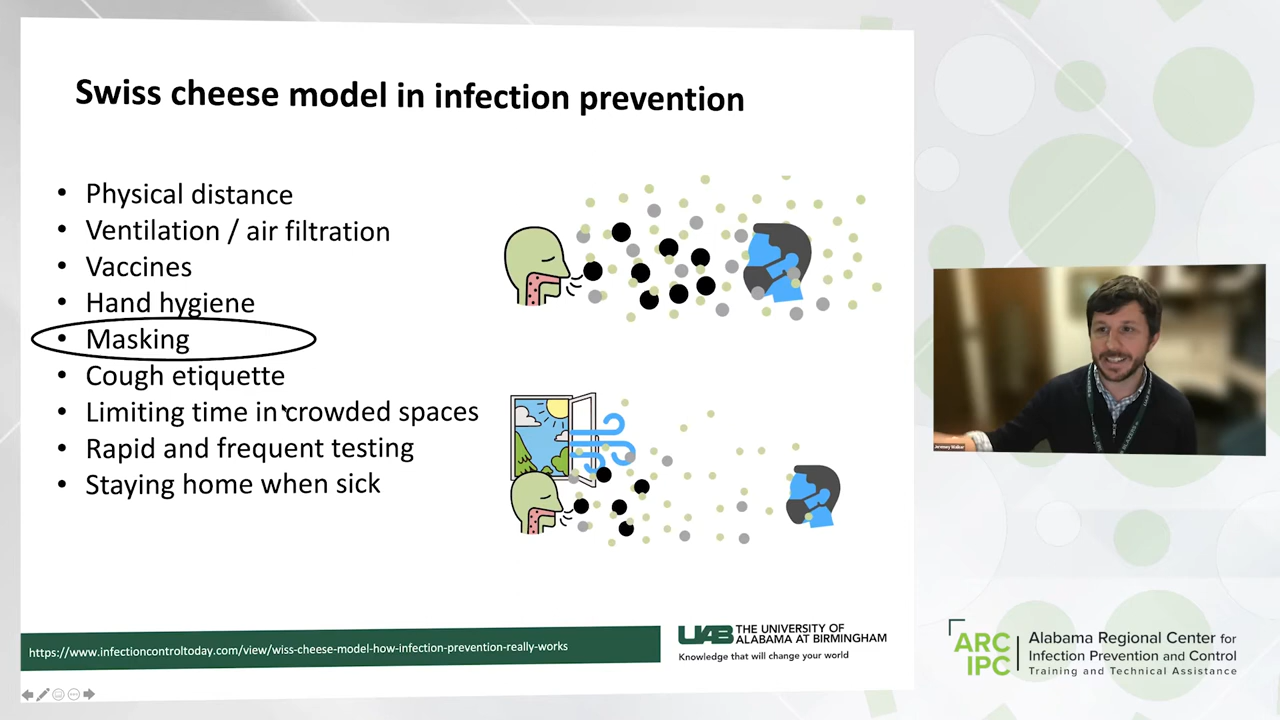 Swiss cheese model in infection prevention
• Physical distance
• Ventilation / air filtration
• Vaccines
• Hand hygiene
• Masking
• Cough etiquette
• Limiting time in crowded spaces
• Rapid and frequent testing
• Staying home when sick
https://www.infectioncontroltoday.com/view/wiss-cheese-model-how-infection-prevention-really-works
UAB THE UNIVERSITY OF
ALABAMA AT BIRMINGHAM
Knowledge that will change your world
Jeremey Walker
ARC
IPC
Alabama Regional Center for
Infection Prevention and Control
Training and Technical Assistance